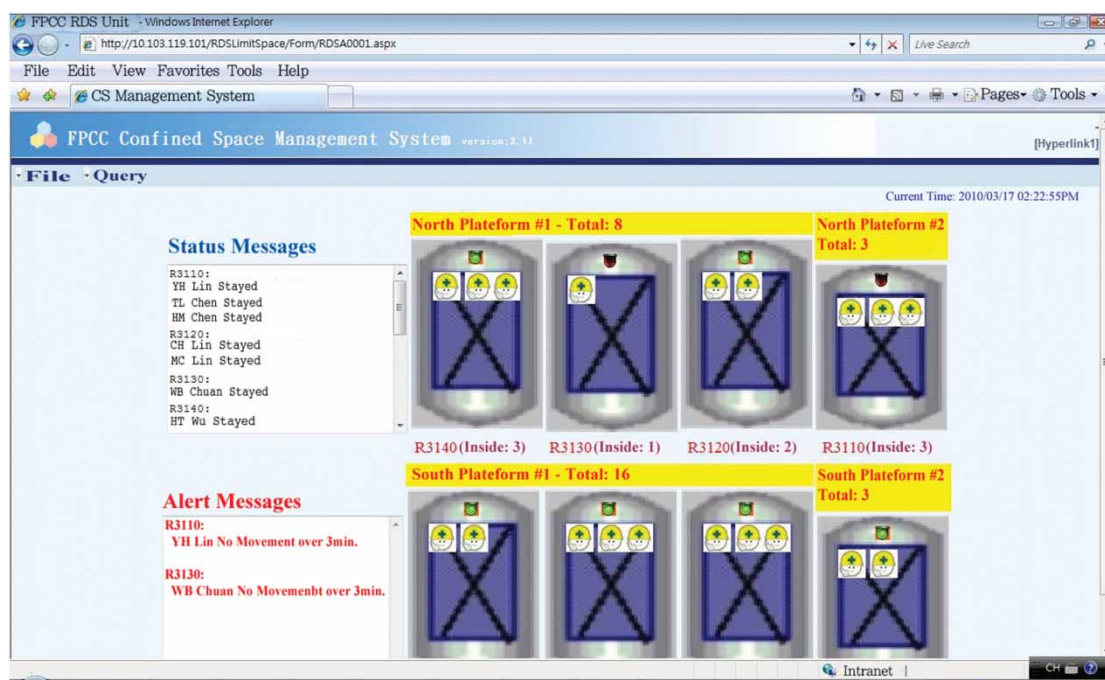 FPCC RDS Unit - Windows Internet Explorer
http://10.103.119.101/RDSLimitSpace/Form/RDSA0001.aspx
Live Search
File Edit View Favorites Tools Help
CS Management System
Pages
Tools
FPCC Confined Space Management System version:2.11
[Hyperlink1]
File Query
Current Time: 2010/03/17 02:22:55PM
Status Messages
R3110:
YH Lin Stayed
TL Chen Stayed
HM Chen Stayed
R3120:
CH Lin Stayed
MC Lin Stayed
R3130:
WB Chuan Stayed
R3140:
HT Wu Stayed
North Plateform #1 - Total: 8
North Plateform #2
Total: 3
R3140(Inside: 3) R3130(Inside: 1) R3120(Inside: 2) R3110(Inside: 3)
South Plateform #1 - Total: 16
South Plateform #2
Total: 3
Alert Messages
R3110:
YH Lin No Movement over 3min.
R3130:
WB Chuan No Movemenbt over 3min.
Intranet
CH